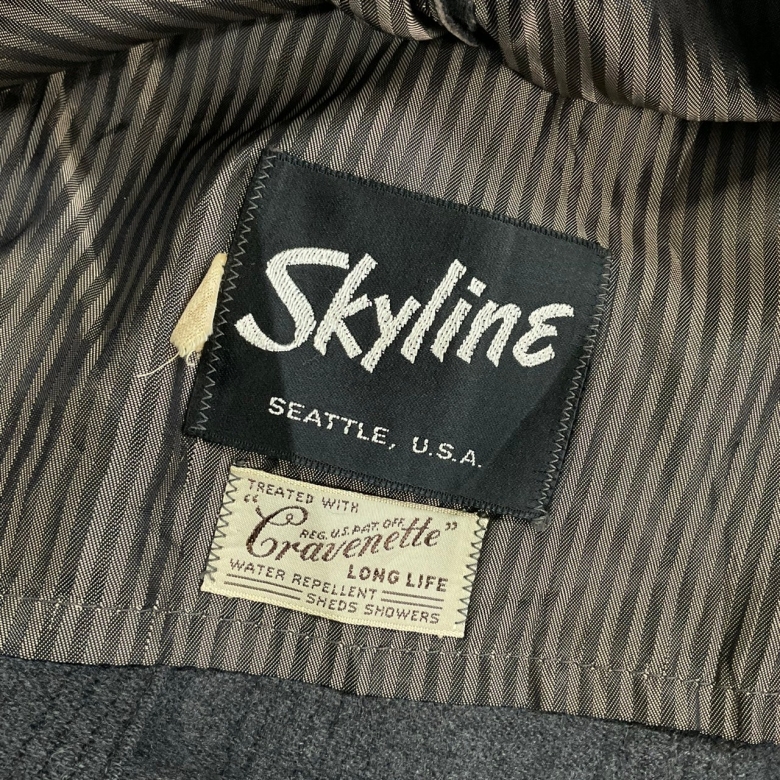 Skyline
SEATTLE, U.S.A.
TREATED WITH
REG. U.S. PAT. OFF.
"Cravenette"
LONG LIFE
WATER REPELLENT
SHEDS SHOWERS